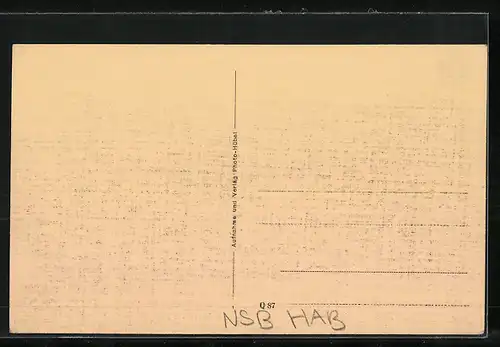 Aufnahme und Verlag Photo-Hübel
Q 87
NSB HAB